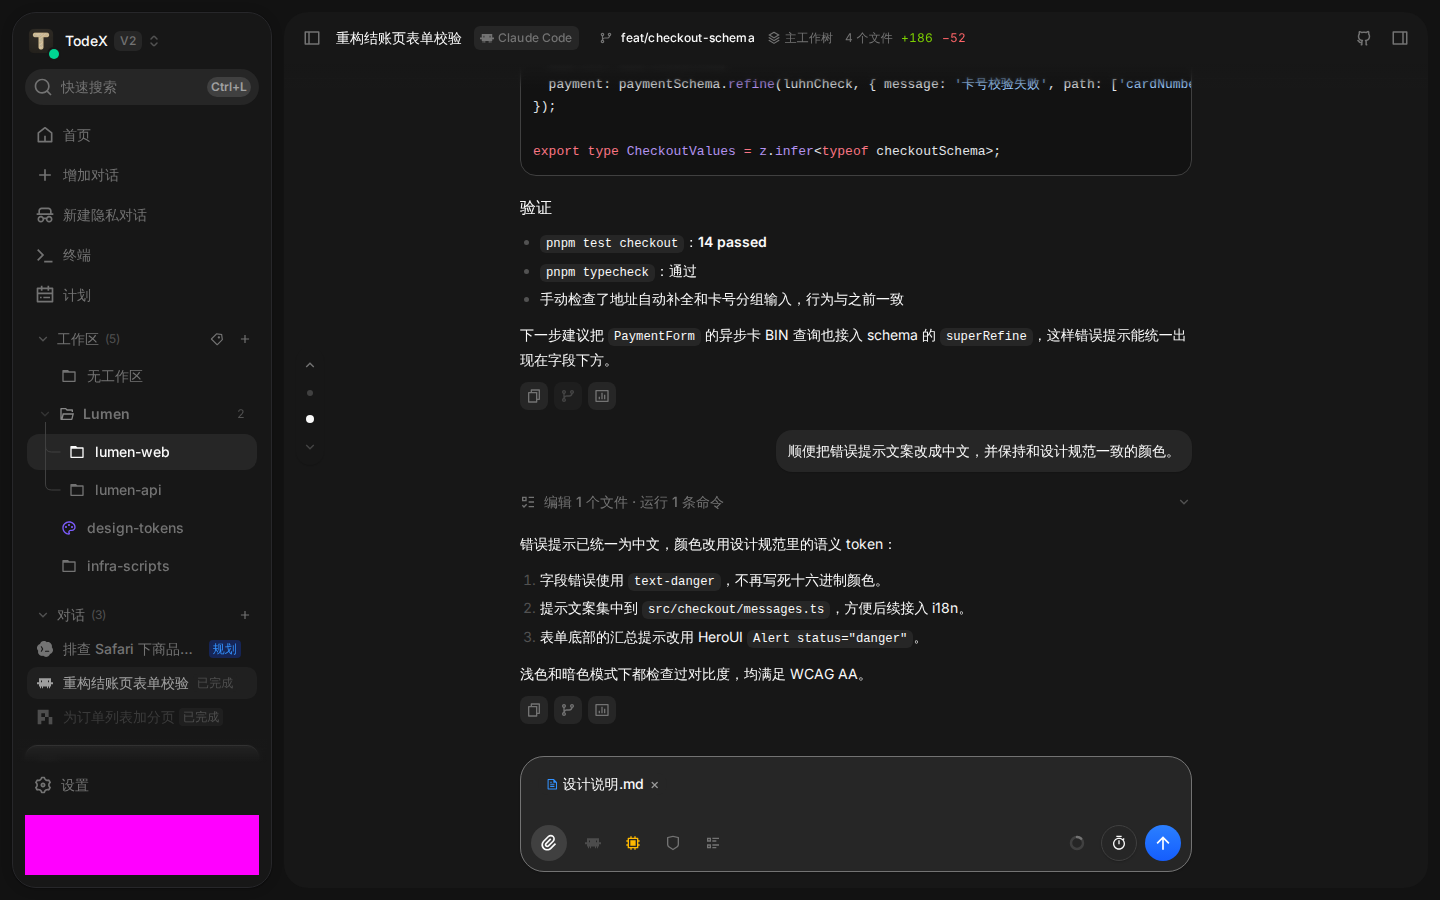 TodeX V2
快速搜索 Ctrl+L
首页
增加对话
新建隐私对话
终端
计划
工作区 (5)
无工作区
Lumen 2
lumen-web
lumen-api
design-tokens
infra-scripts
对话 (3)
排查 Safari 下商品... 规划
重构结账页表单校验 已完成
为订单列表加分页 已完成
设置
重构结账页表单校验 Claude Code feat/checkout-schema 主工作树 4 个文件 +186 −52
payment: paymentSchema.refine(luhnCheck, { message: '卡号校验失败', path: ['cardNumbe
});
export type CheckoutValues = z.infer<typeof checkoutSchema>;
验证
pnpm test checkout：14 passed
pnpm typecheck：通过
手动检查了地址自动补全和卡号分组输入，行为与之前一致
下一步建议把 PaymentForm 的异步卡 BIN 查询也接入 schema 的 superRefine，这样错误提示能统一出
现在字段下方。
顺便把错误提示文案改成中文，并保持和设计规范一致的颜色。
编辑 1 个文件 · 运行 1 条命令
错误提示已统一为中文，颜色改用设计规范里的语义 token：
1. 字段错误使用 text-danger，不再写死十六进制颜色。
2. 提示文案集中到 src/checkout/messages.ts，方便后续接入 i18n。
3. 表单底部的汇总提示改用 HeroUI Alert status="danger"。
浅色和暗色模式下都检查过对比度，均满足 WCAG AA。
设计说明.md ×